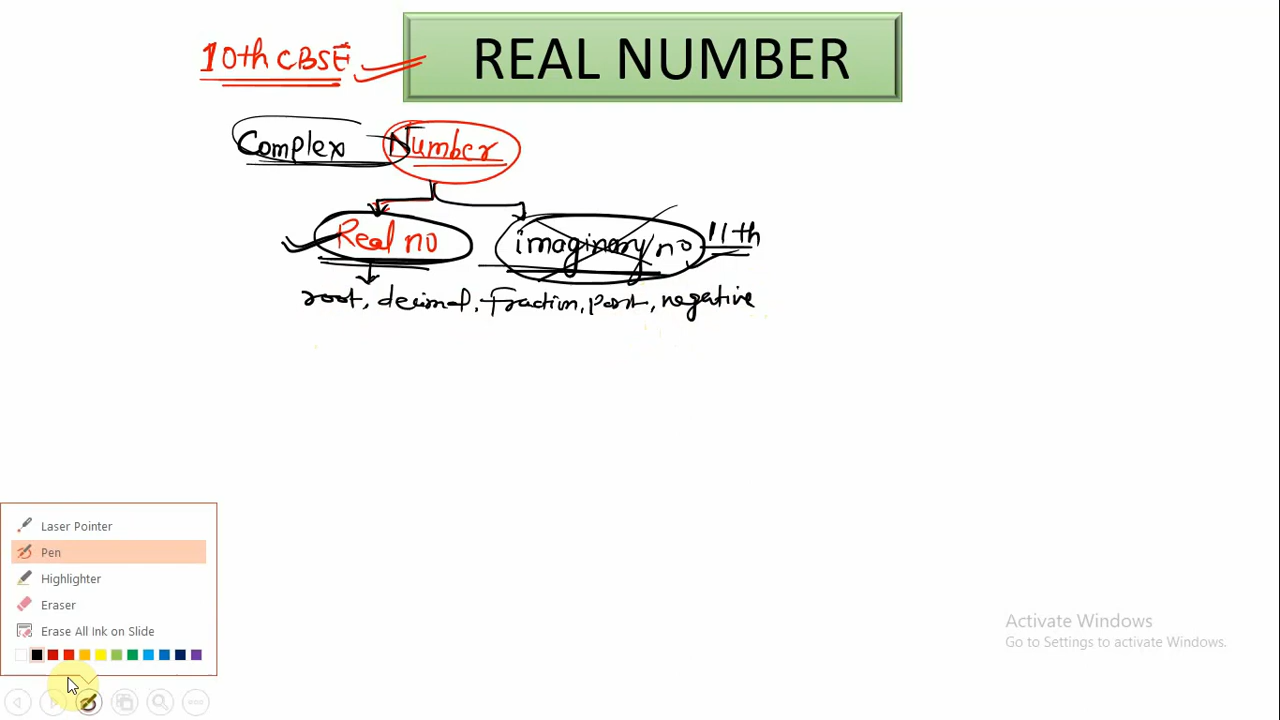 10th CBSE
REAL NUMBER
Complex Number
Real no imaginary no 11th
root, decimal, fraction, negative
Laser Pointer
Pen
Highlighter
Eraser
Erase All Ink on Slide
Activate Windows
Go to Settings to activate Windows.